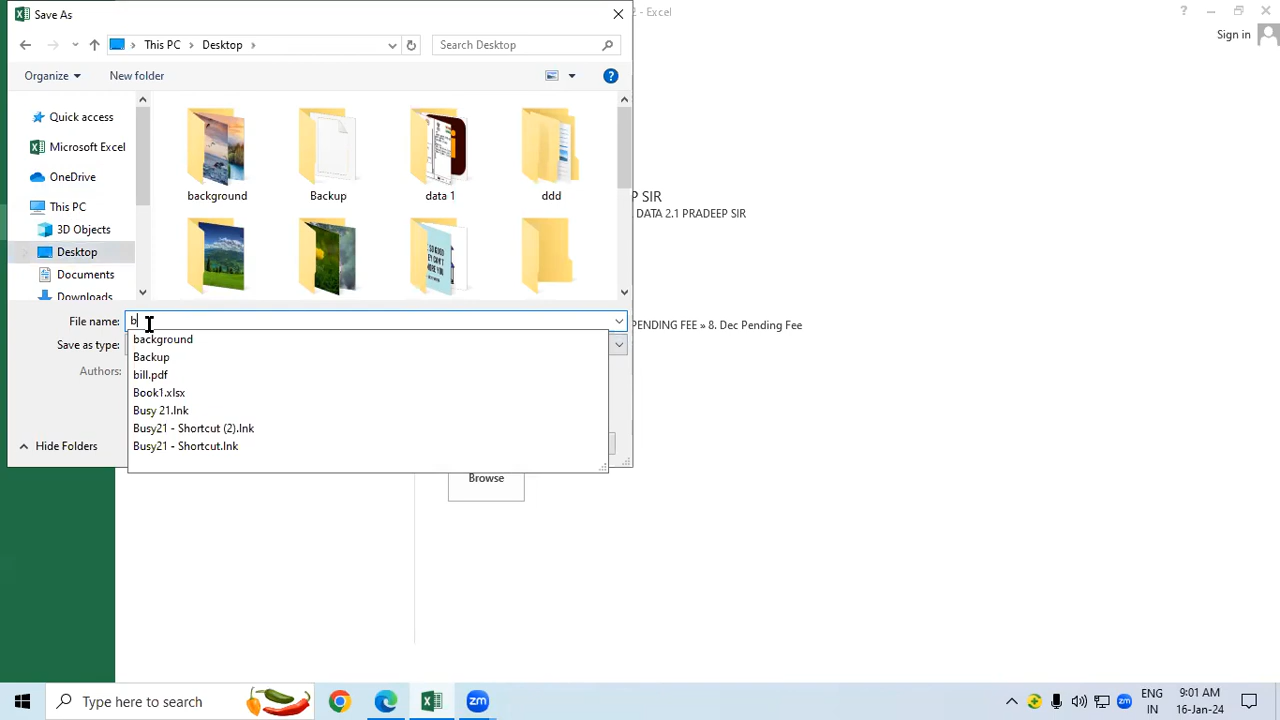 Save As
2 - Excel
Sign in
This PC
Desktop
Search Desktop
Organize
New folder
Quick access
Microsoft Excel
OneDrive
This PC
3D Objects
Desktop
Documents
Downloads
background
Backup
data 1
ddd
P SIR
DATA 2.1 PRADEEP SIR
File name:
b
PENDING FEE » 8. Dec Pending Fee
Save as type:
Authors:
background
Backup
bill.pdf
Book1.xlsx
Busy 21.lnk
Busy21 - Shortcut (2).lnk
Busy21 - Shortcut.lnk
Hide Folders
Browse
Type here to search
zm
zm
ENG
IN
9:01 AM
16-Jan-24